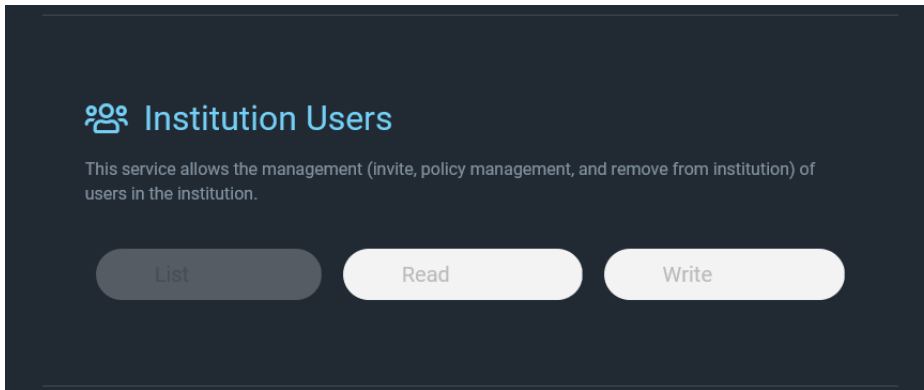 Institution Users
This service allows the management (invite, policy management, and remove from institution) of
users in the institution.
List Read Write